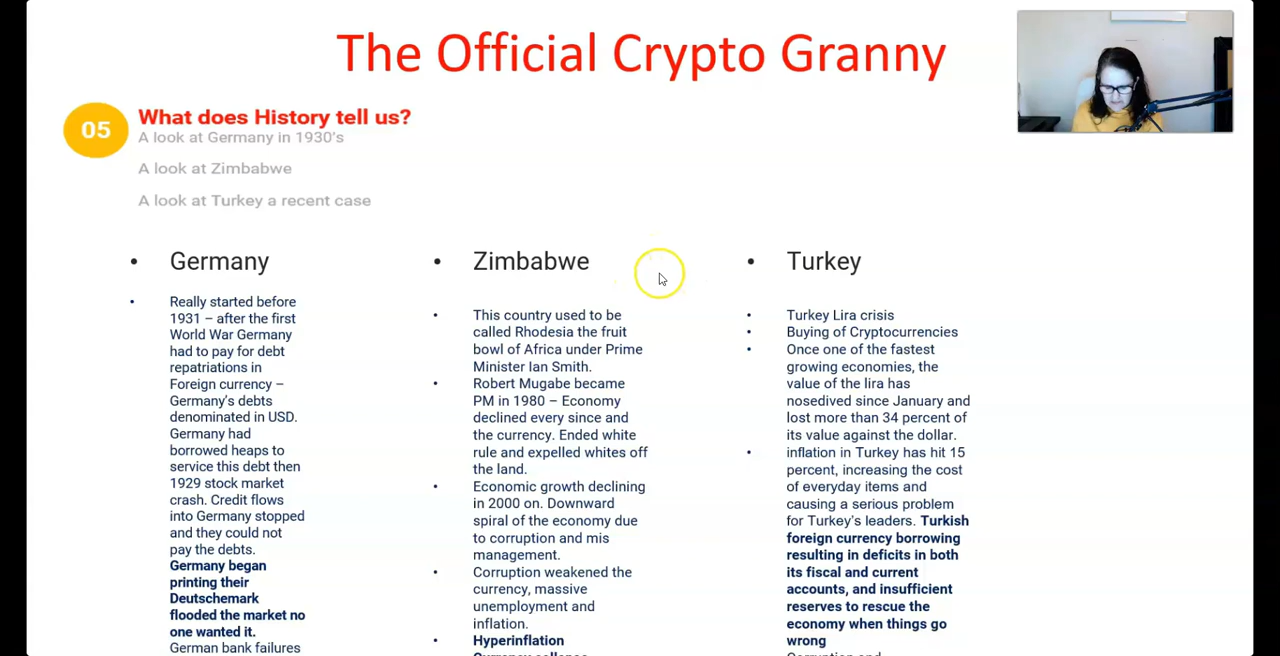 The Official Crypto Granny
05
What does History tell us?
A look at Germany in 1930's
A look at Zimbabwe
A look at Turkey a recent case
• Germany
• Really started before
1931 – after the first
World War Germany
had to pay for debt
repatriations in
Foreign currency –
Germany's debts
denominated in USD.
Germany had
borrowed heaps to
service this debt then
1929 stock market
crash. Credit flows
into Germany stopped
and they could not
pay the debts.
Germany began
printing their
Deutschemark
flooded the market no
one wanted it.
German bank failures
• Zimbabwe
• This country used to be
called Rhodesia the fruit
bowl of Africa under Prime
Minister Ian Smith.
• Robert Mugabe became
PM in 1980 – Economy
declined every since and
the currency. Ended white
rule and expelled whites off
the land.
• Economic growth declining
in 2000 on. Downward
spiral of the economy due
to corruption and mis
management.
• Corruption weakened the
currency, massive
unemployment and
inflation.
• Hyperinflation
• Turkey
• Turkey Lira crisis
• Buying of Cryptocurrencies
• Once one of the fastest
growing economies, the
value of the lira has
nosedived since January and
lost more than 34 percent of
its value against the dollar.
• inflation in Turkey has hit 15
percent, increasing the cost
of everyday items and
causing a serious problem
for Turkey's leaders. Turkish
foreign currency borrowing
resulting in deficits in both
its fiscal and current
accounts, and insufficient
reserves to rescue the
economy when things go
wrong